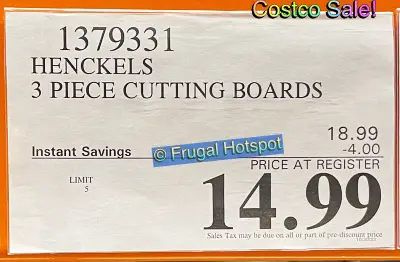 Costco Sale!
1379331
HENCKELS
3 PIECE CUTTING BOARDS
18.99
Instant Savings -4.00
© Frugal Hotspot
PRICE AT REGISTER
LIMIT
5
14.99
Sales Tax may be due on all or part of pre-discount price